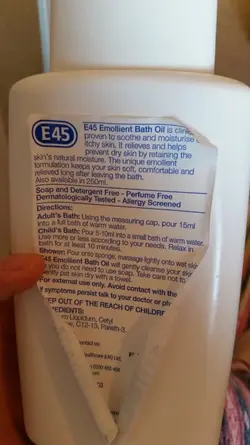 E45
E45 Emollient Bath Oil is clinic
proven to soothe and moisturise
itchy skin. It relieves and helps
prevent dry skin by retaining the
skin's natural moisture. The unique emollient
formulation keeps your skin soft, comfortable and
relieved long after leaving the bath.
Also available in 250ml.
Soap and Detergent Free - Perfume Free
Dermatologically Tested - Allergy Screened
Directions:
Adult's Bath: Using the measuring cap, pour 15ml
into a full bath of warm water.
Child's Bath: Pour 5-10ml into a small bath of warm water.
Use more or less according to your needs. Relax in
bath for at least 10 minutes.
Shower: Pour onto sponge, massage lightly onto wet
E45 Emollient Bath Oil will gently cleanse your skin
you do not need to use soap. Take care not to
gently pat skin dry with a towel.
For external use only. Avoid contact with the
symptoms persist talk to your doctor or
KEEP OUT OF THE REACH OF CHILDREN
Liquidum, Cetyl
C12-13, Pareth-3.